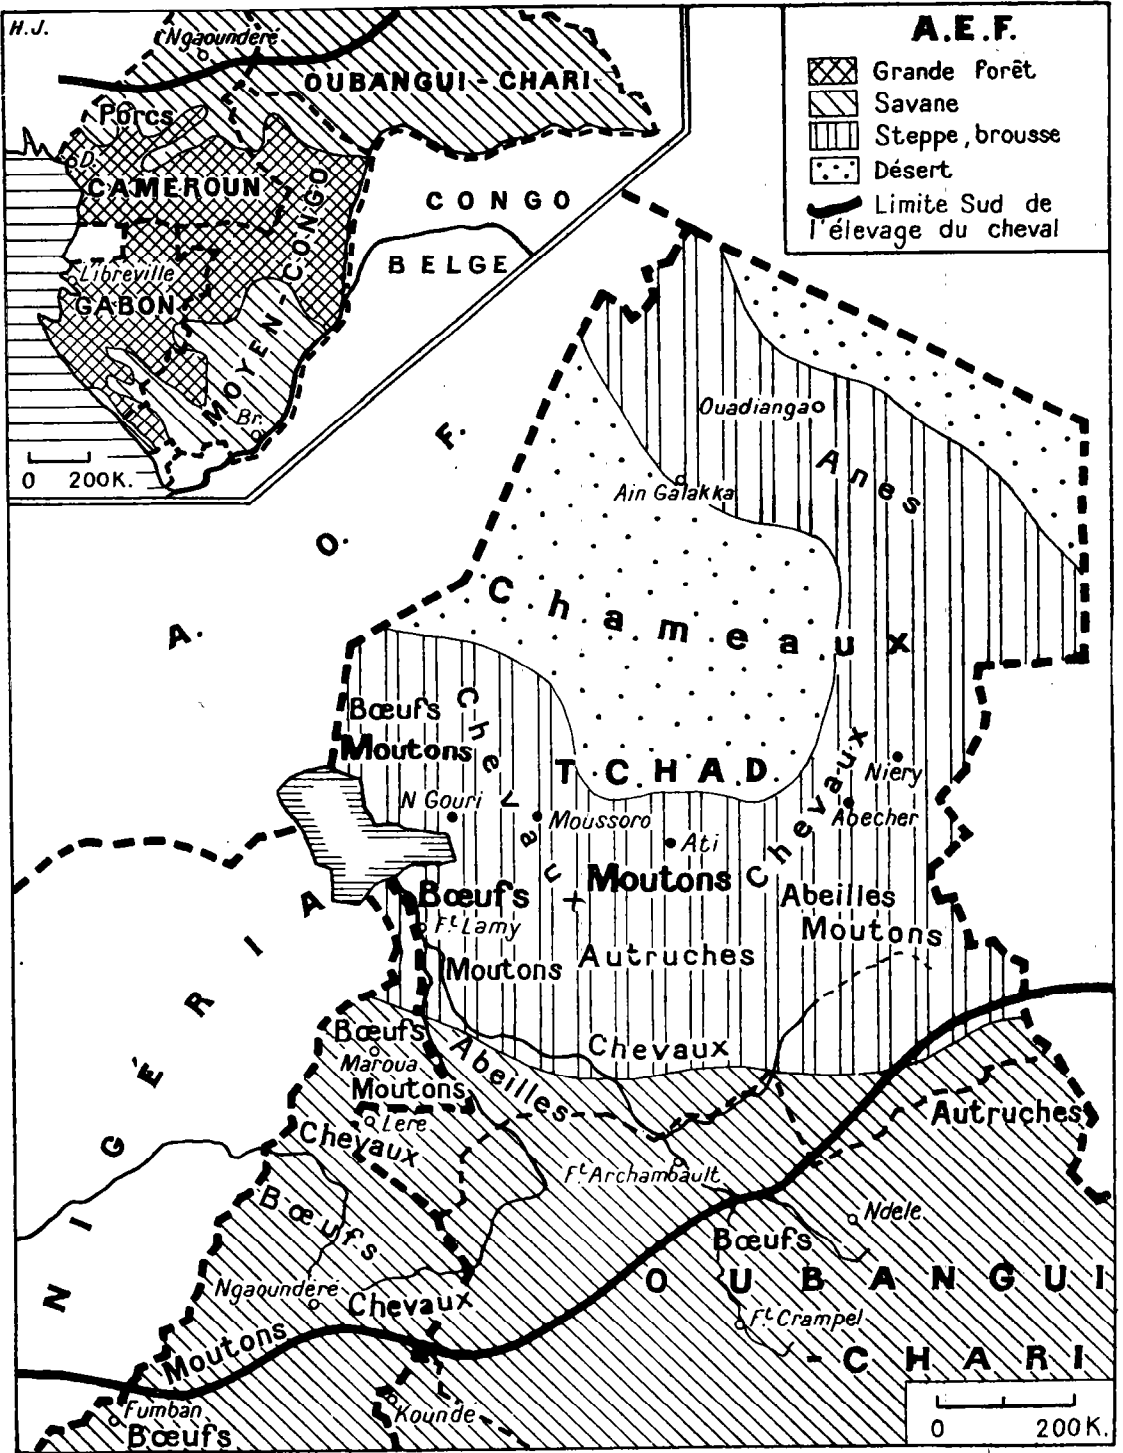 H.J.
Ngaounderé
OUBANGUI-CHARI
Porcs
D.
CAMEROUN
CONGO
BELGE
Libreville
GABON
MOYEN-CONGO
Br.
0 200K.
A.E.F.
Grande forêt
Savane
Steppe, brousse
Désert
Limite Sud de
l'élevage du cheval
A. O. F.
Ouadianga
Anes
Ain Galakka
Chameaux
Bœufs
Moutons
Chevaux
TCHAD
Chevaux
Niery
N Gouri
Moussoro
Abecher
Ati
Moutons
Bœufs
Abeilles
Ft Lamy
Moutons
Moutons
Autruches
NIGÉRIA
Bœufs
Chevaux
Maroua
Abeilles
Moutons
Lere
Autruches
Chevaux
Ft Archambault
Bœufs
Ndele
Bœufs
OUBANGUI
Ngaoundere
Chevaux
Ft Crampel
Moutons
-CHARI
Fumban
Kounde
Bœufs
0 200K.